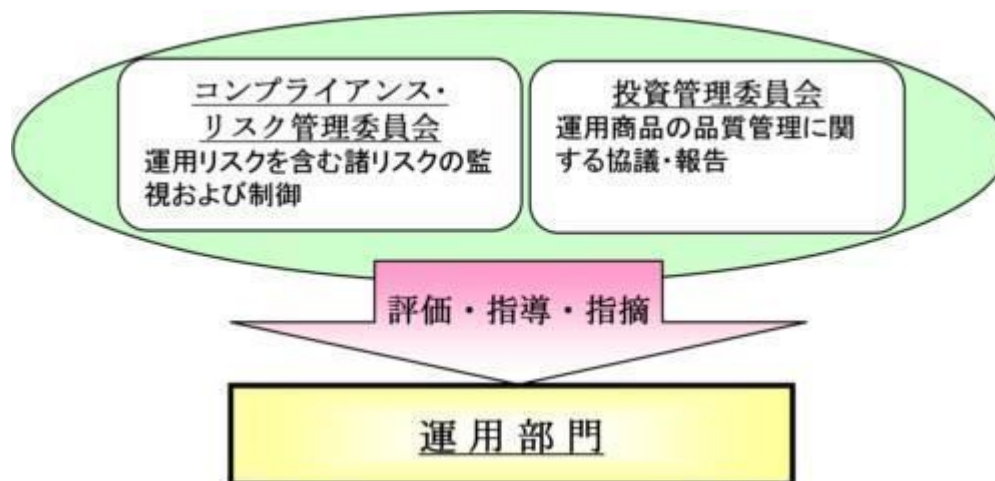 コンプライアンス・
リスク管理委員会
運用リスクを含む諸リスクの監
視および制御
投資管理委員会
運用商品の品質管理に関
する協議・報告
評価・指導・指摘
運用部門